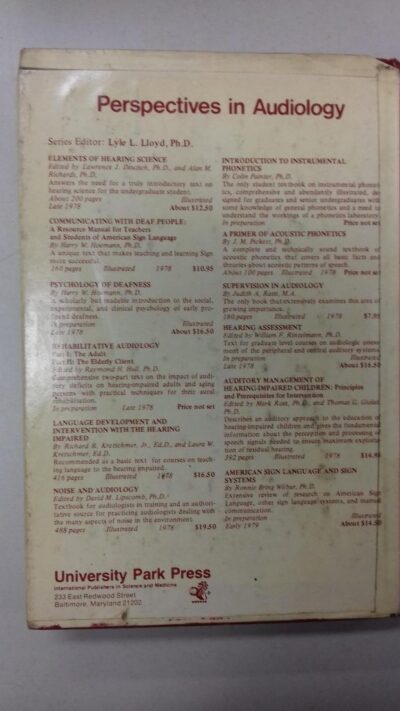 Perspectives in Audiology
Series Editor: Lyle L. Lloyd, Ph.D.
ELEMENTS OF HEARING SCIENCE
Edited by Lawrence J. Deutsch, Ph.D., and Alan M.
Richards, Ph.D.
Answers the need for a truly introductory text on
hearing science for the undergraduate student.
About 200 pages Illustrated
Late 1978 About $12.50
COMMUNICATING WITH DEAF PEOPLE:
A Resource Manual for Teachers
and Students of American Sign Language
By Harry W. Hoemann, Ph.D.
A unique text that makes teaching and learning Sign
more successful.
160 pages Illustrated 1978 $10.95
PSYCHOLOGY OF DEAFNESS
By Harry W. Hoemann, Ph.D.
A scholarly but readable introduction to the social,
experimental, and clinical psychology of early pro-
found deafness.
In preparation Illustrated
Late 1978 About $16.50
REHABILITATIVE AUDIOLOGY
Part I: The Adult
Part II: The Elderly Client
Edited by Raymond H. Hull, Ph.D.
Comprehensive two-part text on the impact of audi-
tory deficits on hearing-impaired adults and aging
persons with practical techniques for their aural
rehabilitation.
In preparation Late 1978 Price not set
LANGUAGE DEVELOPMENT AND
INTERVENTION WITH THE HEARING
IMPAIRED
By Richard R. Kretschmer, Jr., Ed.D., and Laura W.
Kretschmer, Ed.D.
Recommended as a basic text for courses on teach-
ing language to the hearing impaired.
416 pages Illustrated 1978 $16.50
NOISE AND AUDIOLOGY
Edited by David M. Lipscomb, Ph.D.
Textbook for audiologists in training and an authori-
tative source for practicing audiologists dealing with
the many aspects of noise in the environment.
488 pages Illustrated 1978 $19.50
INTRODUCTION TO INSTRUMENTAL
PHONETICS
By Colin Painter, Ph.D.
The only student textbook on instrumental phonet-
ics, comprehensive and abundantly illustrated, de-
signed for graduates and senior undergraduates with
some knowledge of general phonetics and a need to
understand the workings of a phonetics laboratory.
In preparation Price not set
A PRIMER OF ACOUSTIC PHONETICS
By J. M. Pickett, Ph.D.
A complete and technically sound textbook of
acoustic phonetics that covers all basic facts and
theories about acoustic patterns of speech.
About 100 pages Illustrated 1978 Price not set
SUPERVISION IN AUDIOLOGY
By Judith A. Rassi, M.A.
The only book that extensively examines this area of
growing importance.
160 pages Illustrated 1978 $7.95
HEARING ASSESSMENT
Edited by William F. Rintelmann, Ph.D.
Text for graduate level courses on audiologic assess-
ment of the peripheral and central auditory systems.
In preparation Illustrated
Late 1978 About $16.50
AUDITORY MANAGEMENT OF
HEARING-IMPAIRED CHILDREN: Principles
and Prerequisites for Intervention
Edited by Mark Ross, Ph.D., and Thomas G. Giolas,
Ph.D.
Describes an auditory approach to the education of
hearing-impaired children and gives the fundamental
information about the perception and processing of
speech signals needed to ensure maximum exploita-
tion of residual hearing.
392 pages Illustrated 1978 $14.95
AMERICAN SIGN LANGUAGE AND SIGN
SYSTEMS
By Ronnie Bring Wilbur, Ph.D.
Extensive review of research on American Sign
Language, other sign language systems, and manual
communication.
In preparation Illustrated
Early 1979 About $14.50
University Park Press
International Publishers in Science and Medicine
233 East Redwood Street
Baltimore, Maryland 21202